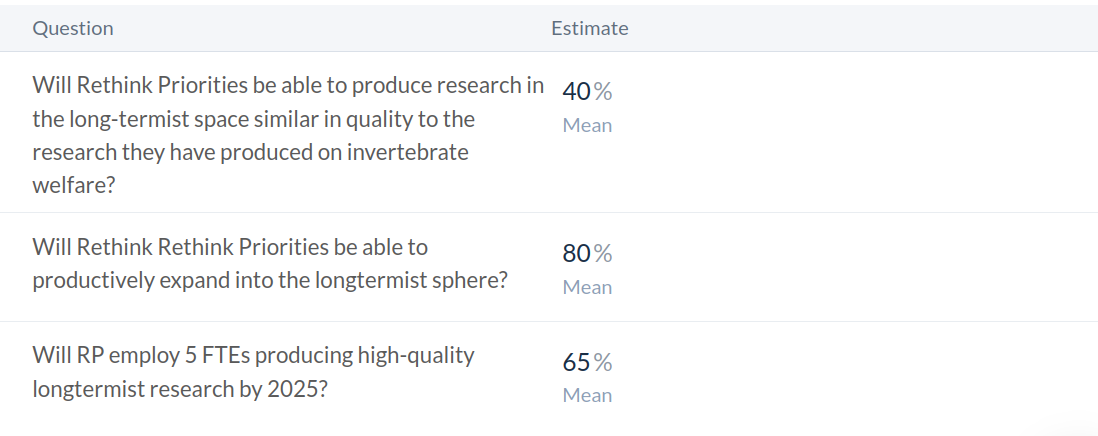 Question Estimate
Will Rethink Priorities be able to produce research in
the long-termist space similar in quality to the
research they have produced on invertebrate
welfare?
40%
Mean
Will Rethink Rethink Priorities be able to
productively expand into the longtermist sphere?
80%
Mean
Will RP employ 5 FTEs producing high-quality
longtermist research by 2025?
65%
Mean